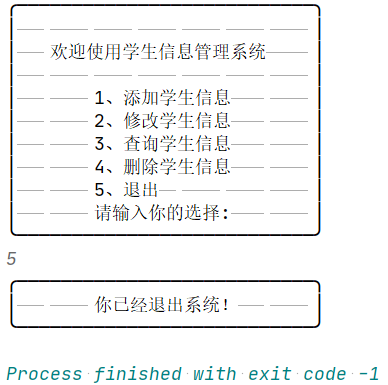 欢迎使用学生信息管理系统
1、添加学生信息
2、修改学生信息
3、查询学生信息
4、删除学生信息
5、退出
请输入你的选择:
5
你已经退出系统!
Process finished with exit code -1